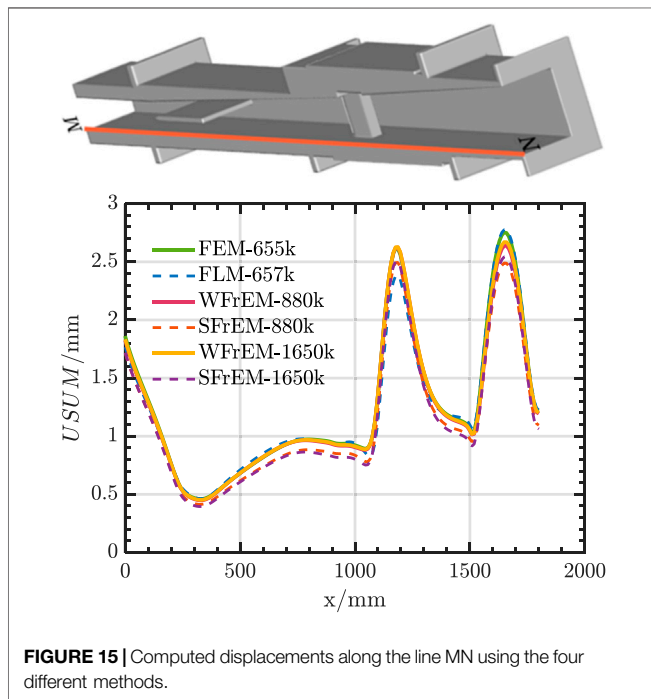 M
N
3
2.5
2
1.5
1
0.5
0
USUM/mm
FEM-655k
FLM-657k
WFrEM-880k
SFrEM-880k
WFrEM-1650k
SFrEM-1650k
0 500 1000 1500 2000
x/mm
FIGURE 15 | Computed displacements along the line MN using the four
different methods.